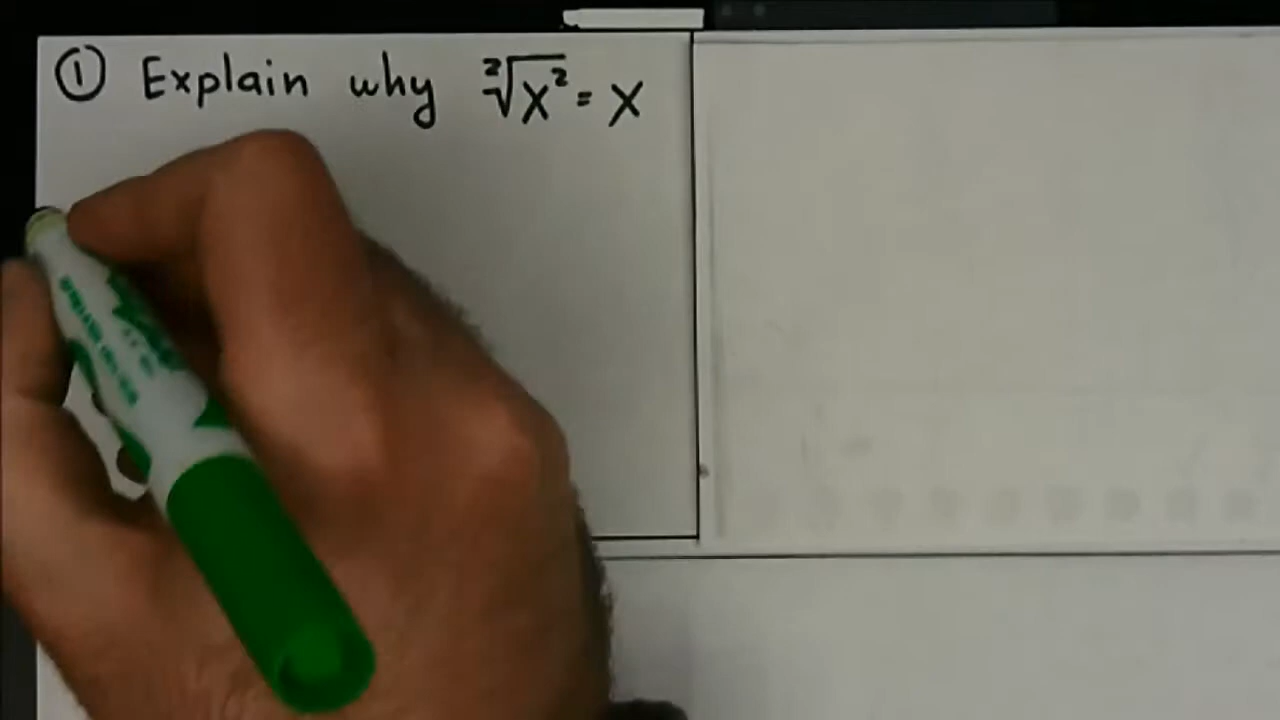 ① Explain why ²√x² = x